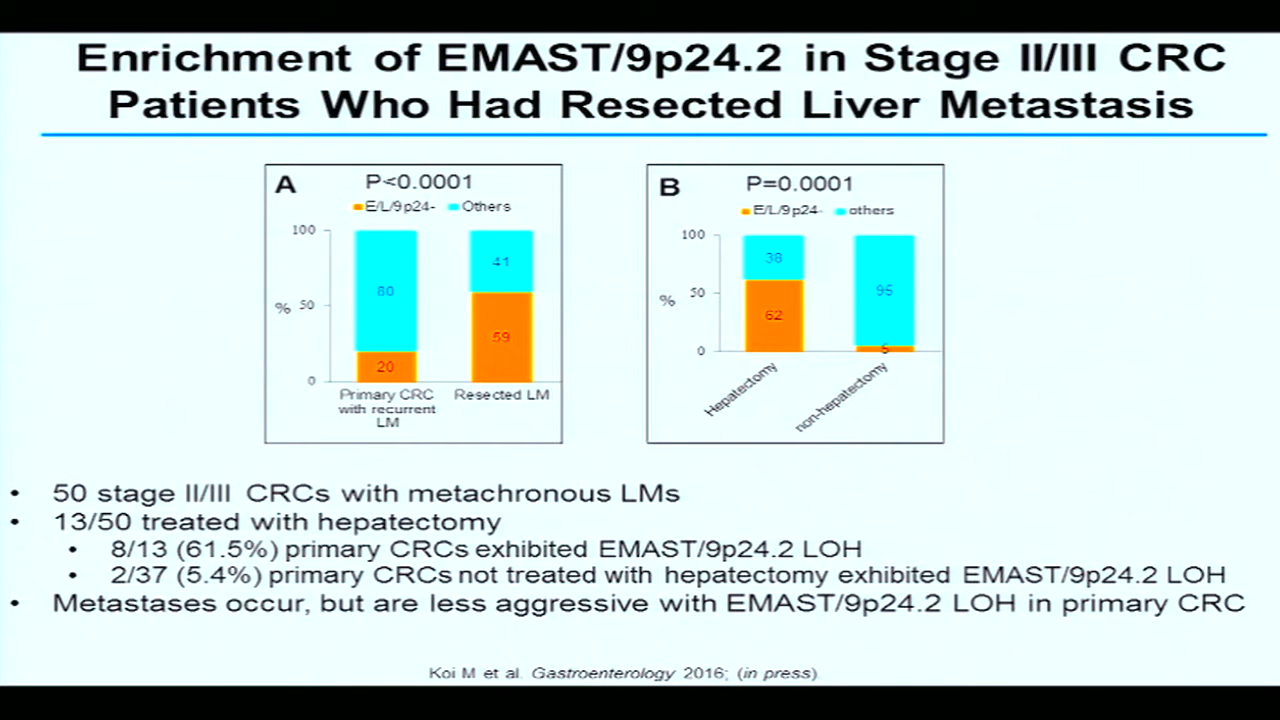 Enrichment of EMAST/9p24.2 in Stage II/III CRC
Patients Who Had Resected Liver Metastasis
A
P<0.0001
E/L/9p24- Others
100
50
0
%
80
20
41
59
Primary CRC
with recurrent
LM
Resected LM
B
P=0.0001
E/L/9p24- others
100
50
0
%
38
62
95
5
Hepatectomy
non-hepatectomy
• 50 stage II/III CRCs with metachronous LMs
• 13/50 treated with hepatectomy
• 8/13 (61.5%) primary CRCs exhibited EMAST/9p24.2 LOH
• 2/37 (5.4%) primary CRCs not treated with hepatectomy exhibited EMAST/9p24.2 LOH
• Metastases occur, but are less aggressive with EMAST/9p24.2 LOH in primary CRC
Koi M et al. Gastroenterology 2016; (in press).